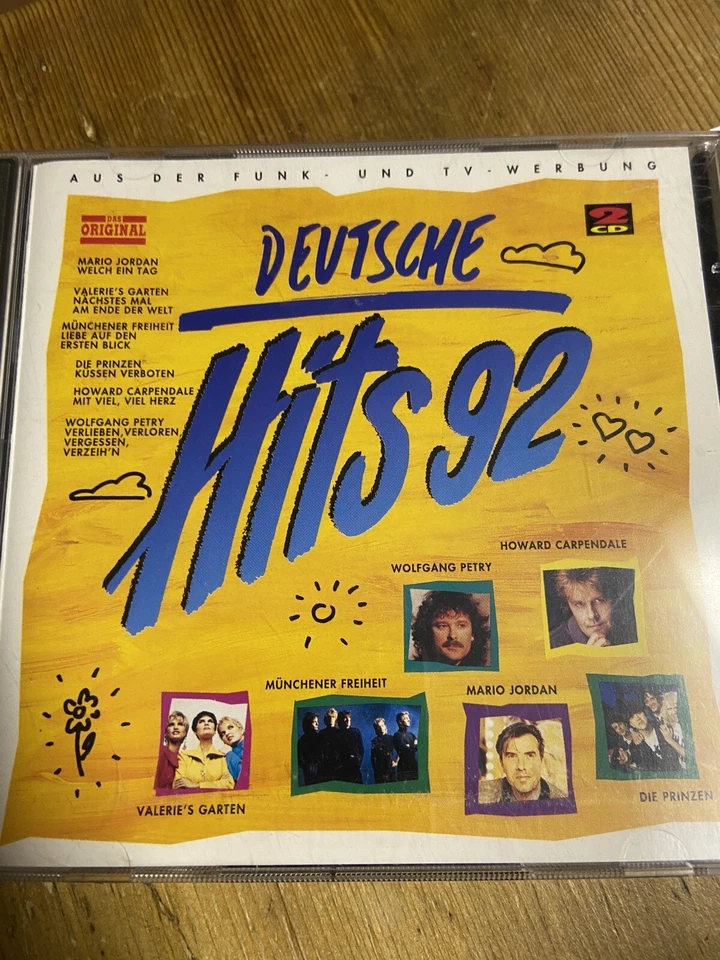 AUS DER FUNK- UND TV-WERBUNG
DAS
ORIGINAL
2
CD
DEUTSCHE
Hits 92
MARIO JORDAN
WELCH EIN TAG
VALERIE'S GARTEN
NÄCHSTES MAL
AM ENDE DER WELT
MÜNCHENER FREIHEIT
LIEBE AUF DEN
ERSTEN BLICK
DIE PRINZEN
KÜSSEN VERBOTEN
HOWARD CARPENDALE
MIT VIEL, VIEL HERZ
WOLFGANG PETRY
VERLIEBEN, VERLOREN,
VERGESSEN,
VERZEIH'N
HOWARD CARPENDALE
WOLFGANG PETRY
MÜNCHENER FREIHEIT
MARIO JORDAN
DIE PRINZEN
VALERIE'S GARTEN